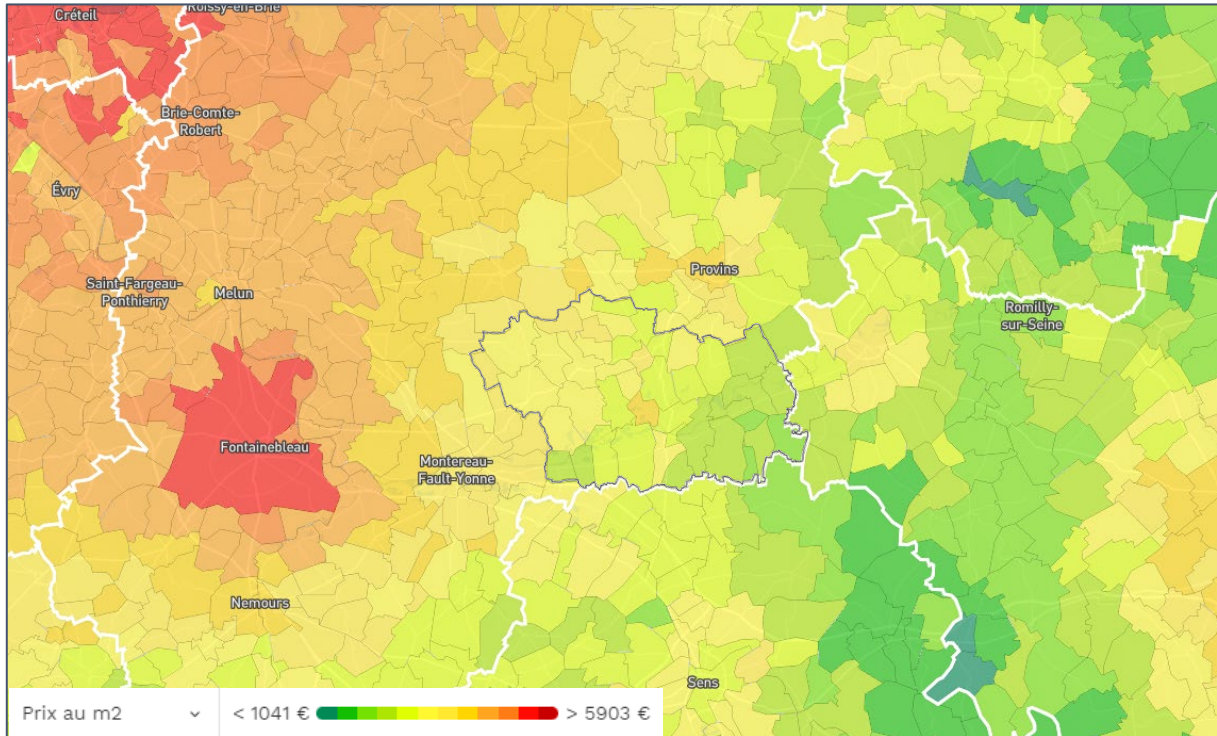 Créteil
Roissy-en-Brie
Brie-Comte-
Robert
Évry
Saint-Fargeau-
Ponthierry
Melun
Provins
Romilly-
sur-Seine
Fontainebleau
Montereau-
Fault-Yonne
Nemours
Sens
Prix au m2
< 1041 €
> 5903 €